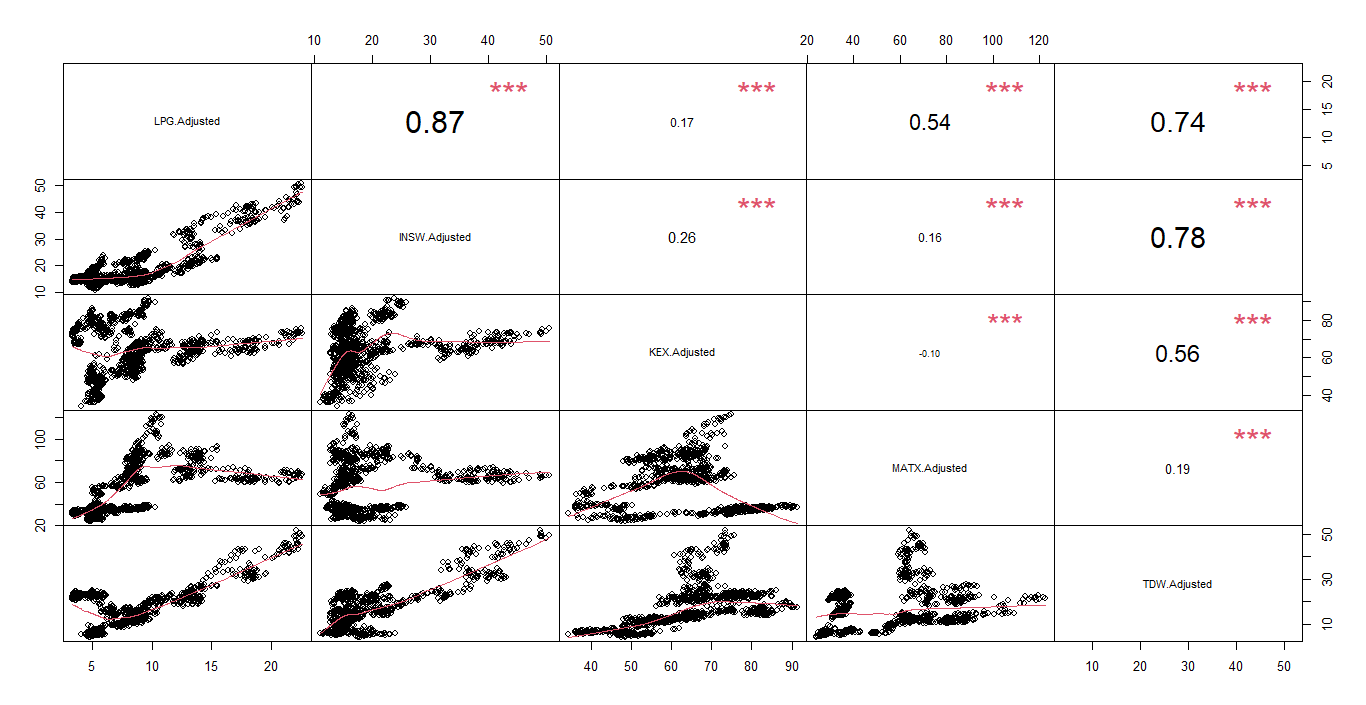 10 20 30 40 50 20 40 60 80 100 120
LPG.Adjusted *** 0.87 *** 0.17 *** 0.54 *** 0.74 5 10 15 20
10 20 30 40 50 INSW.Adjusted *** 0.26 *** 0.16 *** 0.78
KEX.Adjusted *** -0.10 *** 0.56 40 60 80
20 60 100 MATX.Adjusted *** 0.19
TDW.Adjusted 10 30 50
5 10 15 20 40 50 60 70 80 90 10 20 30 40 50